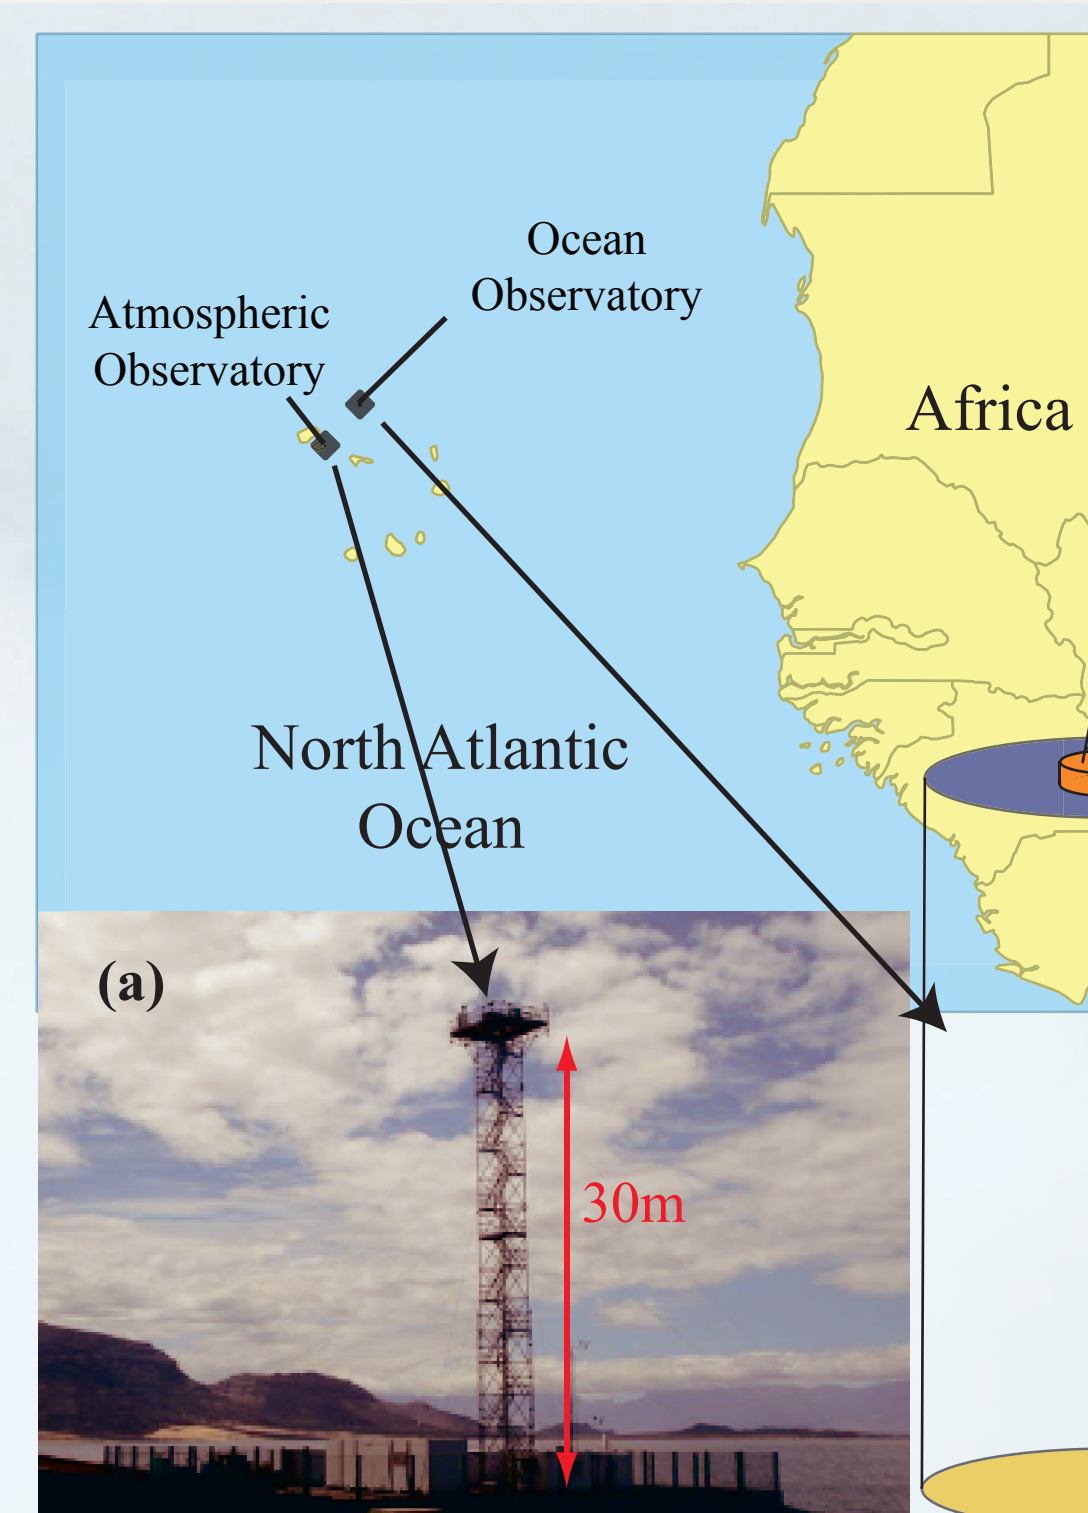 Ocean
Observatory
Atmospheric
Observatory
Africa
North Atlantic
Ocean
(a)
30m